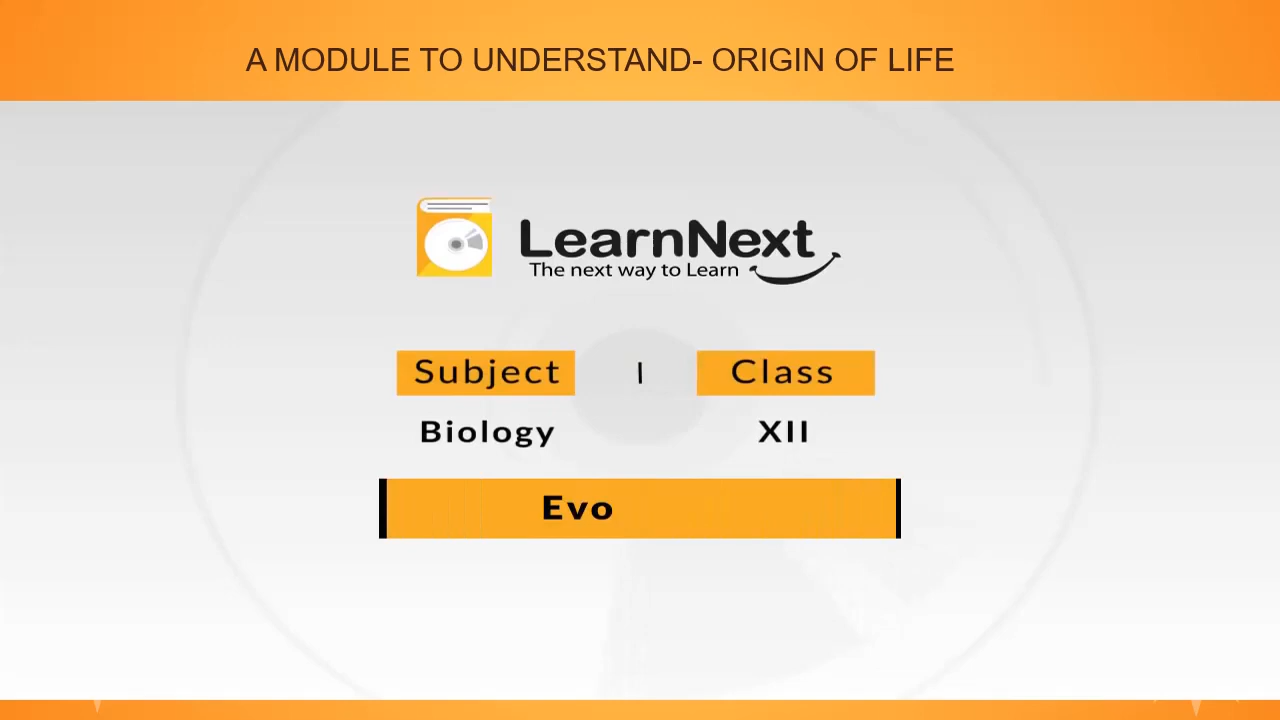 A MODULE TO UNDERSTAND- ORIGIN OF LIFE
LearnNext
The next way to Learn
Subject | Class
Biology XII
Evo